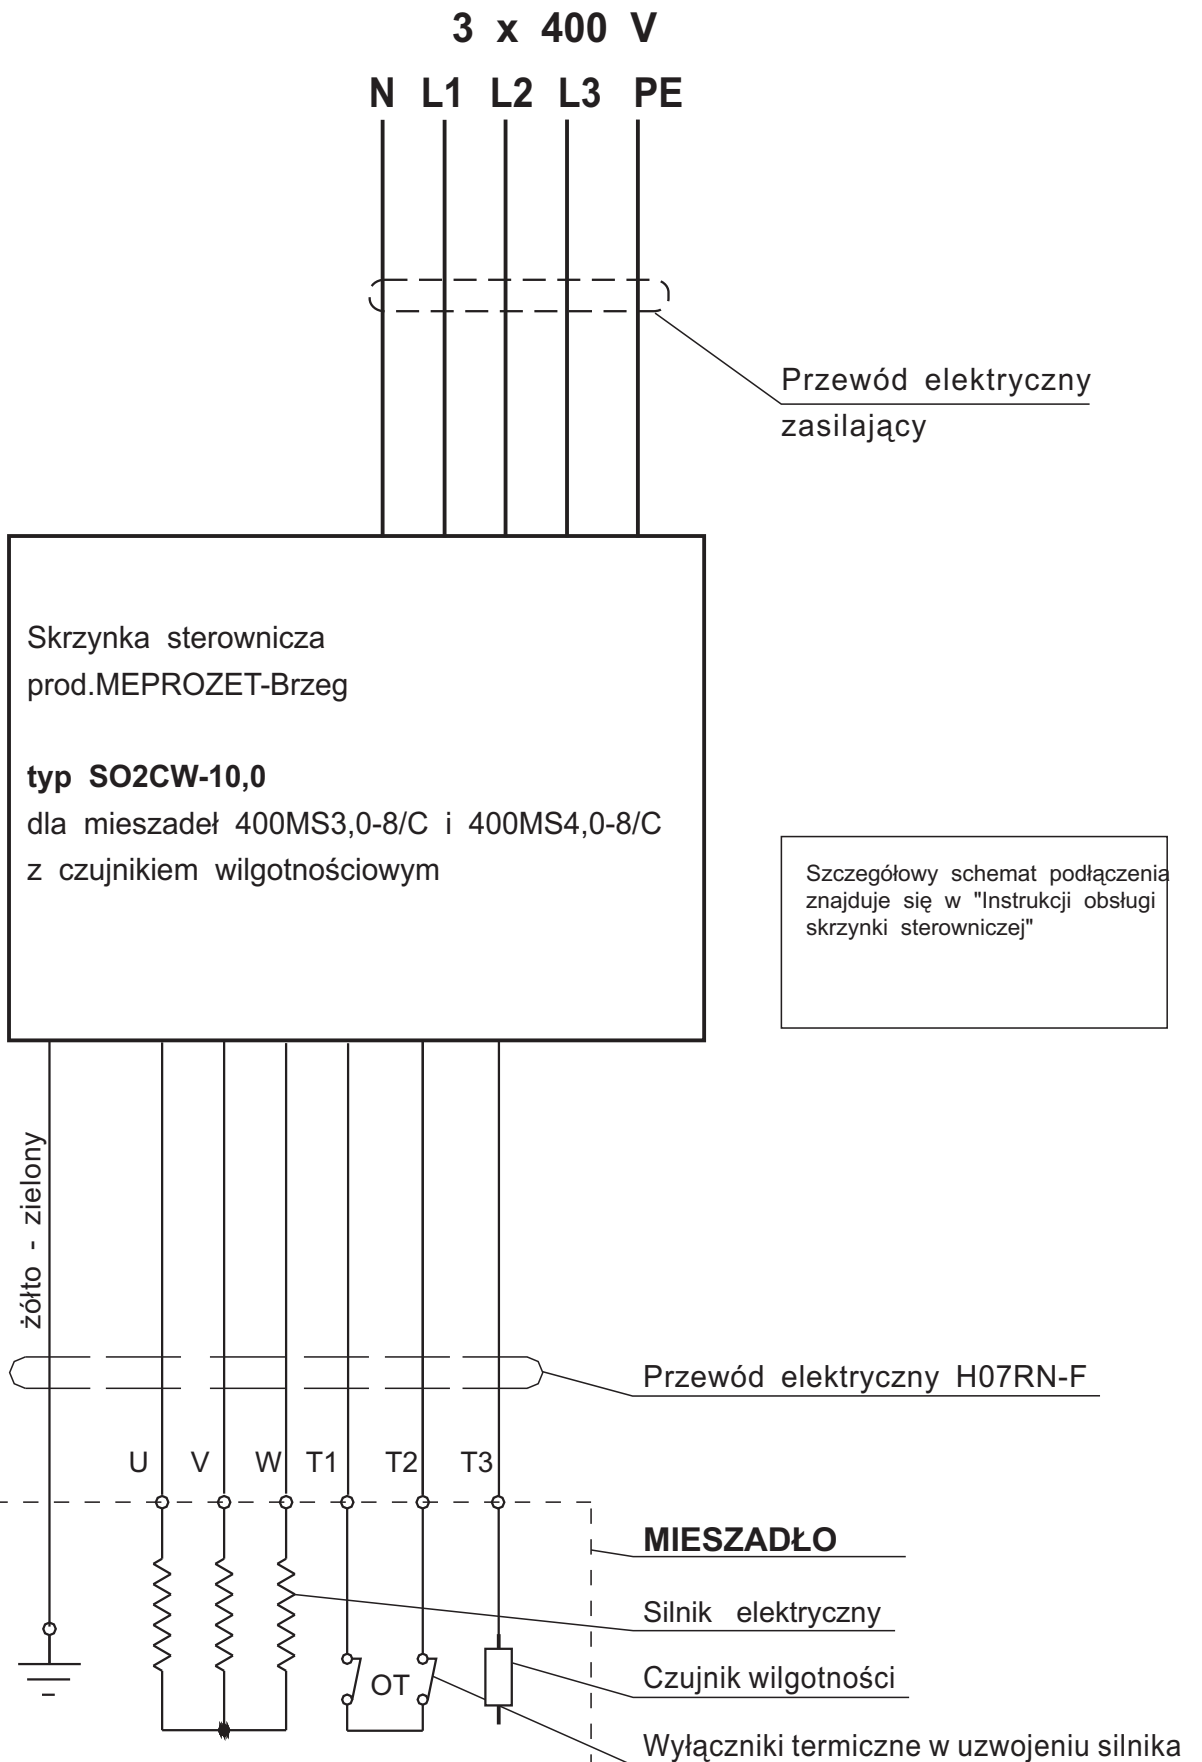 3 x 400 V
N L1 L2 L3 PE
Przewód elektryczny
zasilający
Skrzynka sterownicza
prod.MEPROZET-Brzeg
typ SO2CW-10,0
dla mieszadeł 400MS3,0-8/C i 400MS4,0-8/C
z czujnikiem wilgotnościowym
Szczegółowy schemat podłączenia
znajduje się w "Instrukcji obsługi
skrzynki sterowniczej"
żółto - zielony
Przewód elektryczny H07RN-F
U V W T1 T2 T3
MIESZADŁO
Silnik elektryczny
Czujnik wilgotności
OT
Wyłączniki termiczne w uzwojeniu silnika